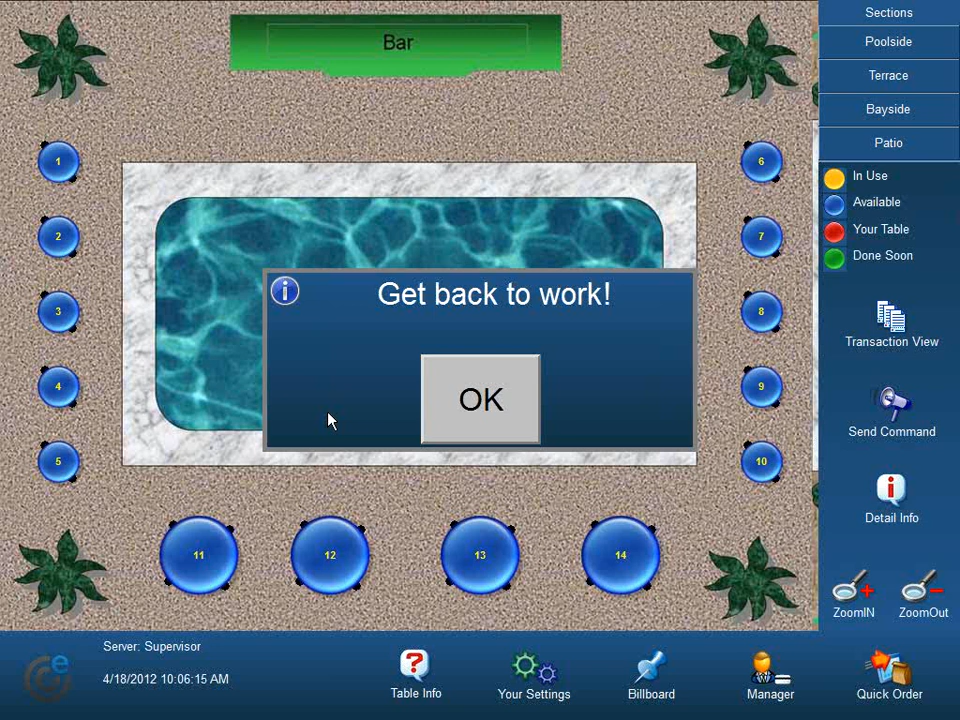 Bar
Sections
Poolside
Terrace
Bayside
Patio
In Use
Available
Your Table
Done Soon
1
2
3
4
5
6
7
8
9
10
11
12
13
14
Get back to work!
OK
Transaction View
Send Command
Detail Info
ZoomIN
ZoomOut
Server: Supervisor
4/18/2012 10:06:15 AM
Table Info
Your Settings
Billboard
Manager
Quick Order